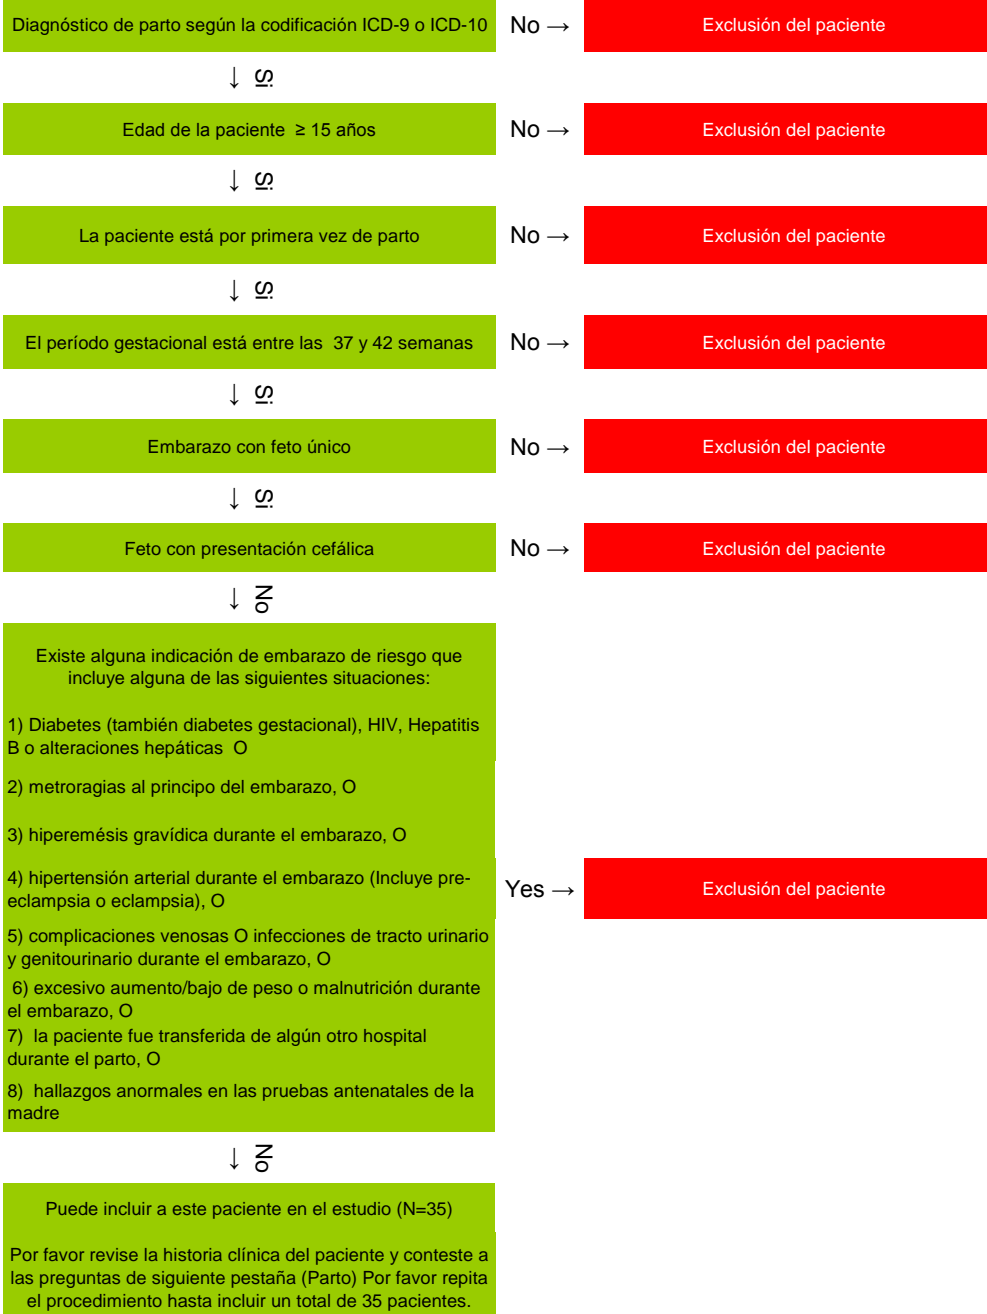 Diagnóstico de parto según la codificación ICD-9 o ICD-10
No →
Exclusión del paciente
↓ Si
Edad de la paciente ≥ 15 años
No →
Exclusión del paciente
↓ Si
La paciente está por primera vez de parto
No →
Exclusión del paciente
↓ Si
El período gestacional está entre las 37 y 42 semanas
No →
Exclusión del paciente
↓ Si
Embarazo con feto único
No →
Exclusión del paciente
↓ Si
Feto con presentación cefálica
No →
Exclusión del paciente
↓ No
Existe alguna indicación de embarazo de riesgo que
incluye alguna de las siguientes situaciones:
1) Diabetes (también diabetes gestacional), HIV, Hepatitis
B o alteraciones hepáticas O
2) metroragias al principo del embarazo, O
3) hiperemésis gravídica durante el embarazo, O
4) hipertensión arterial durante el embarazo (Incluye pre-
eclampsia o eclampsia), O
Yes →
Exclusión del paciente
5) complicaciones venosas O infecciones de tracto urinario
y genitourinario durante el embarazo, O
6) excesivo aumento/bajo de peso o malnutrición durante
el embarazo, O
7) la paciente fue transferida de algún otro hospital
durante el parto, O
8) hallazgos anormales en las pruebas antenatales de la
madre
↓ No
Puede incluir a este paciente en el estudio (N=35)
Por favor revise la historia clínica del paciente y conteste a
las preguntas de siguiente pestaña (Parto) Por favor repita
el procedimiento hasta incluir un total de 35 pacientes.